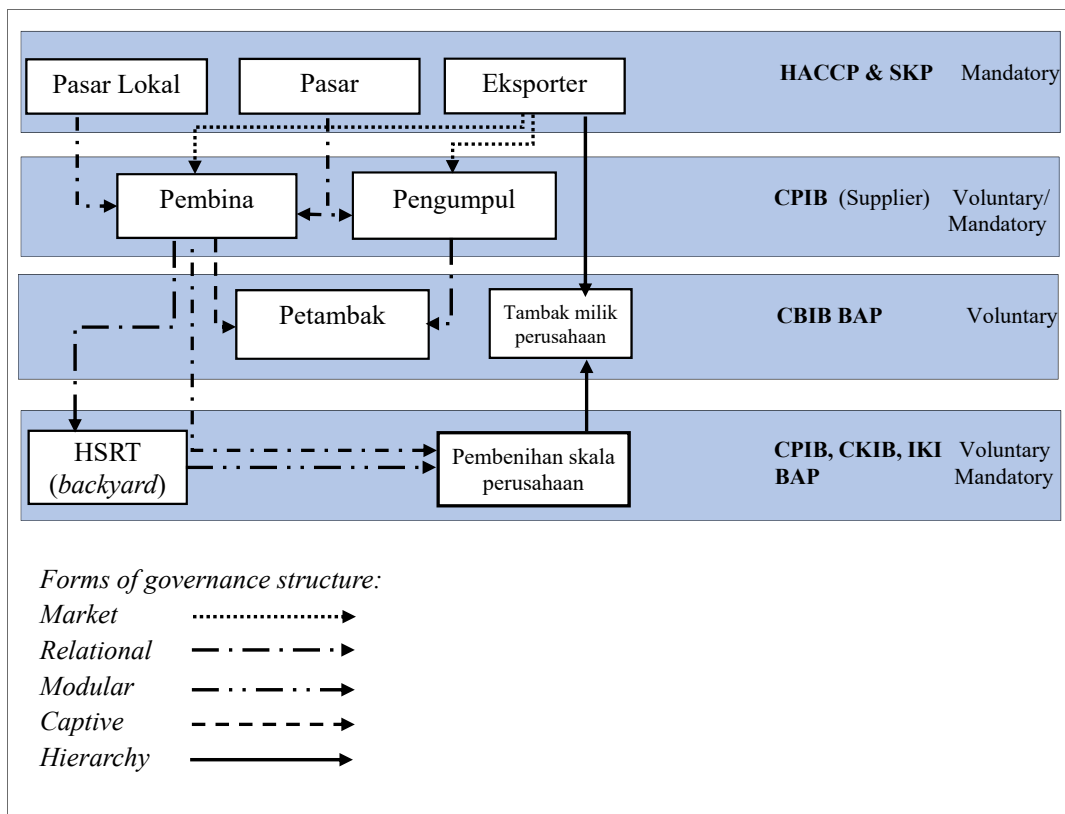 Pasar Lokal
Pasar
Eksporter
HACCP & SKP Mandatory
Pembina
Pengumpul
CPIB (Supplier) Voluntary/
Mandatory
Petambak
Tambak milik
perusahaan
CBIB BAP Voluntary
HSRT
(backyard)
Pembenihan skala
perusahaan
CPIB, CKIB, IKI Voluntary
BAP Mandatory
Forms of governance structure:
Market
Relational
Modular
Captive
Hierarchy